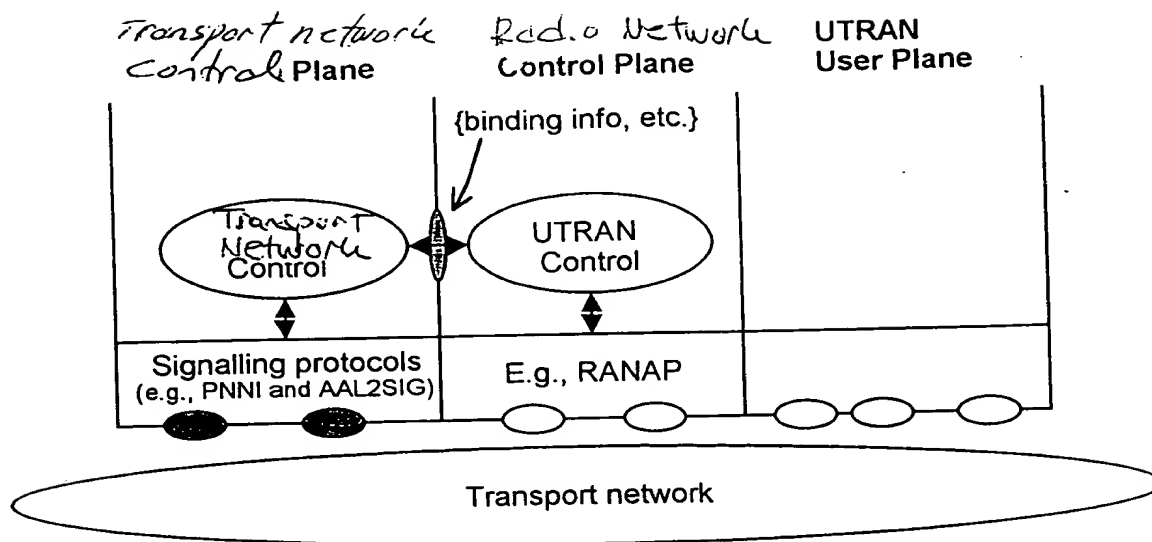 Transport network
Control Plane
Radio Network
Control Plane
UTRAN
User Plane
{binding info, etc.}
Transport
Network
Control
UTRAN
Control
Signalling protocols
(e.g., PNNI and AAL2SIG)
E.g., RANAP
Transport network